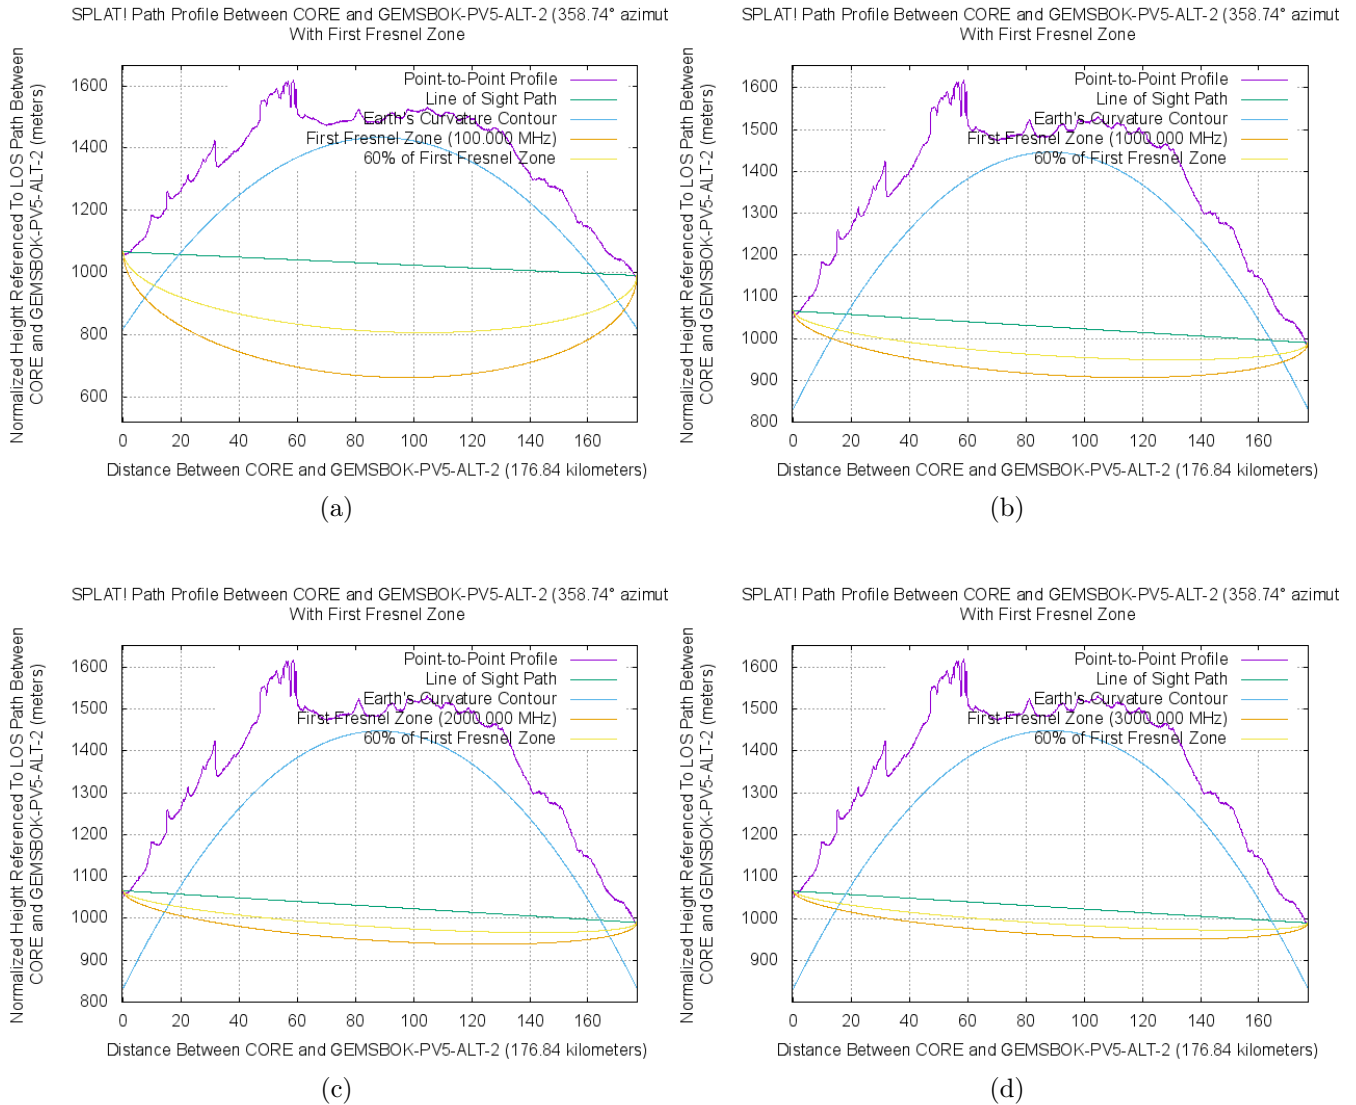 SPLAT! Path Profile Between CORE and GEMSBOK-PV5-ALT-2 (358.74° azimut
With First Fresnel Zone
Normalized Height Referenced To LOS Path Between
CORE and GEMSBOK-PV5-ALT-2 (meters)
1600
1400
1200
1000
800
600
Point-to-Point Profile
Line of Sight Path
Earth's Curvature Contour
First Fresnel Zone (100.000 MHz)
60% of First Fresnel Zone
0 20 40 60 80 100 120 140 160
Distance Between CORE and GEMSBOK-PV5-ALT-2 (176.84 kilometers)
(a)
SPLAT! Path Profile Between CORE and GEMSBOK-PV5-ALT-2 (358.74° azimut
With First Fresnel Zone
Normalized Height Referenced To LOS Path Between
CORE and GEMSBOK-PV5-ALT-2 (meters)
1600
1500
1400
1300
1200
1100
1000
900
800
Point-to-Point Profile
Line of Sight Path
Earth's Curvature Contour
First Fresnel Zone (1000.000 MHz)
60% of First Fresnel Zone
0 20 40 60 80 100 120 140 160
Distance Between CORE and GEMSBOK-PV5-ALT-2 (176.84 kilometers)
(b)
SPLAT! Path Profile Between CORE and GEMSBOK-PV5-ALT-2 (358.74° azimut
With First Fresnel Zone
Normalized Height Referenced To LOS Path Between
CORE and GEMSBOK-PV5-ALT-2 (meters)
1600
1500
1400
1300
1200
1100
1000
900
800
Point-to-Point Profile
Line of Sight Path
Earth's Curvature Contour
First Fresnel Zone (2000.000 MHz)
60% of First Fresnel Zone
0 20 40 60 80 100 120 140 160
Distance Between CORE and GEMSBOK-PV5-ALT-2 (176.84 kilometers)
(c)
SPLAT! Path Profile Between CORE and GEMSBOK-PV5-ALT-2 (358.74° azimut
With First Fresnel Zone
Normalized Height Referenced To LOS Path Between
CORE and GEMSBOK-PV5-ALT-2 (meters)
1600
1500
1400
1300
1200
1100
1000
900
800
Point-to-Point Profile
Line of Sight Path
Earth's Curvature Contour
First Fresnel Zone (3000.000 MHz)
60% of First Fresnel Zone
0 20 40 60 80 100 120 140 160
Distance Between CORE and GEMSBOK-PV5-ALT-2 (176.84 kilometers)
(d)